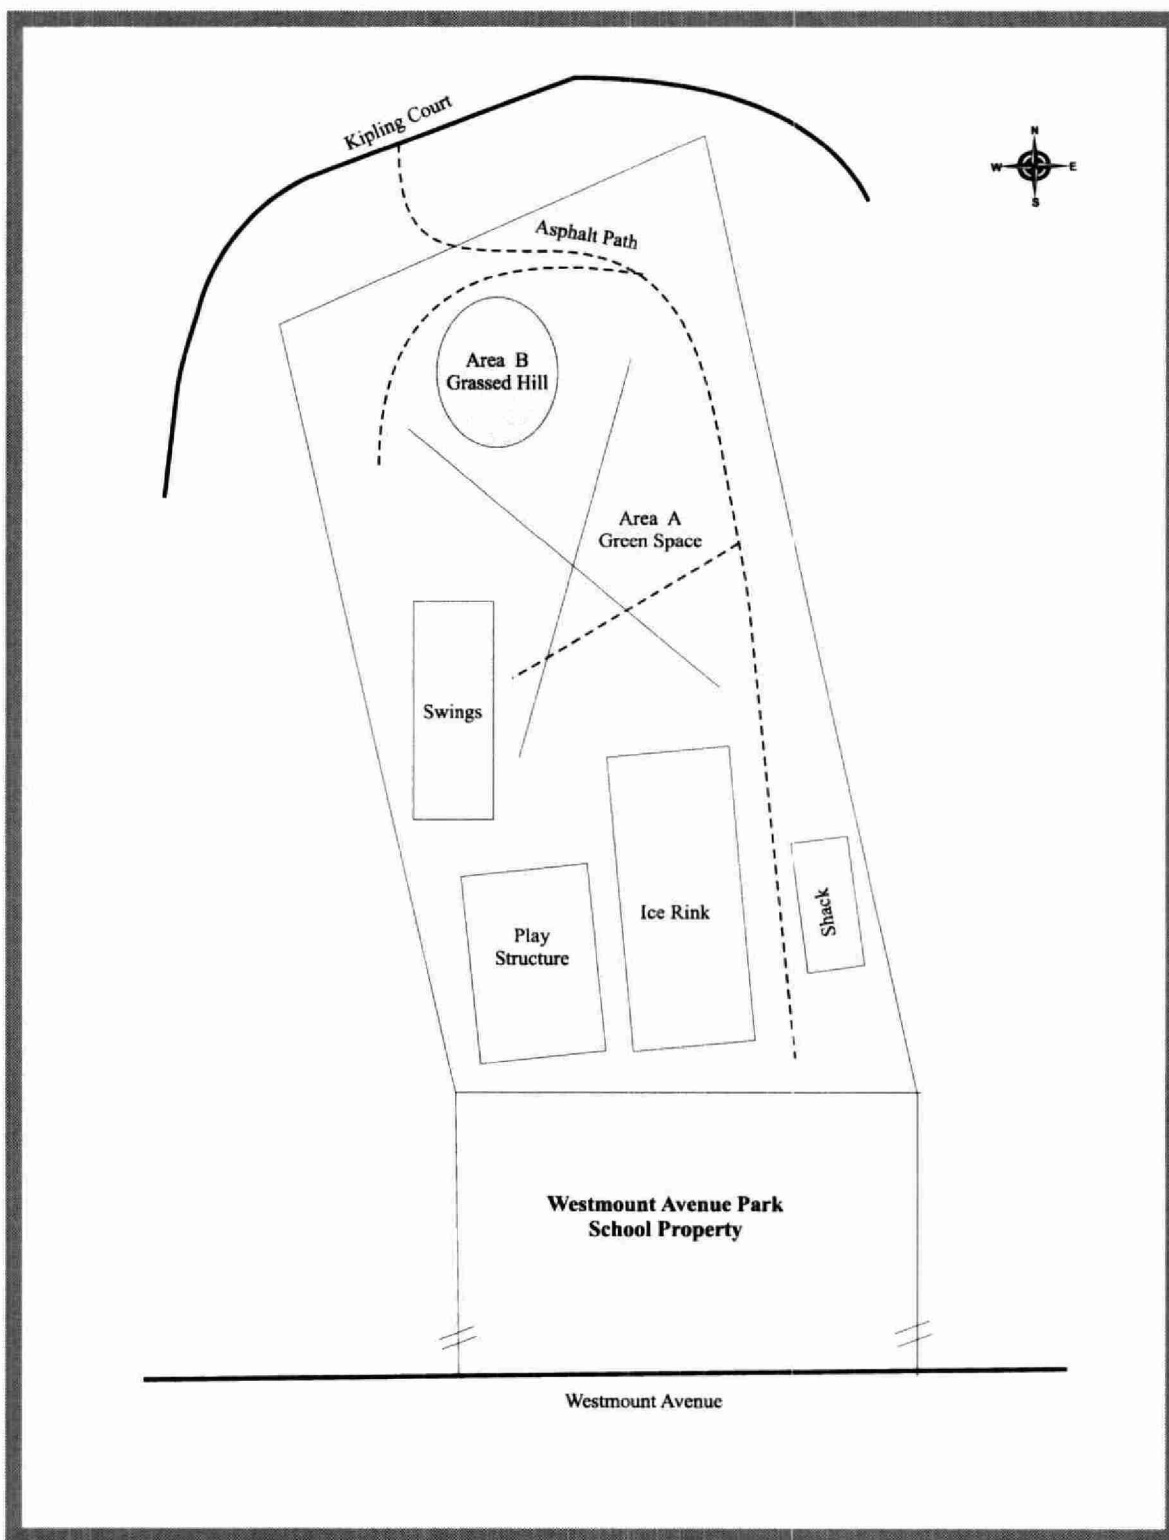 Kipling Court
N
W E
S
Asphalt Path
Area B
Grassed Hill
Area A
Green Space
Swings
Ice Rink
Shack
Play
Structure
Westmount Avenue Park
School Property
Westmount Avenue